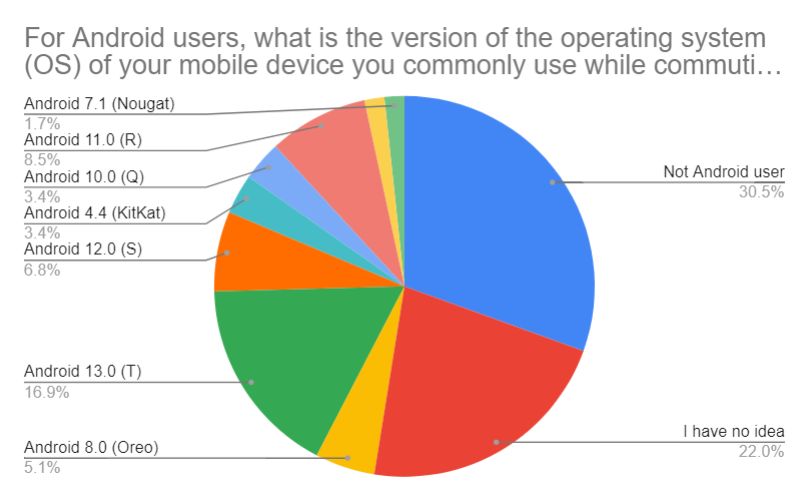 For Android users, what is the version of the operating system
(OS) of your mobile device you commonly use while commuti…
Android 7.1 (Nougat)
1.7%
Android 11.0 (R)
8.5%
Android 10.0 (Q)
3.4%
Android 4.4 (KitKat)
3.4%
Android 12.0 (S)
6.8%
Android 13.0 (T)
16.9%
Android 8.0 (Oreo)
5.1%
Not Android user
30.5%
I have no idea
22.0%